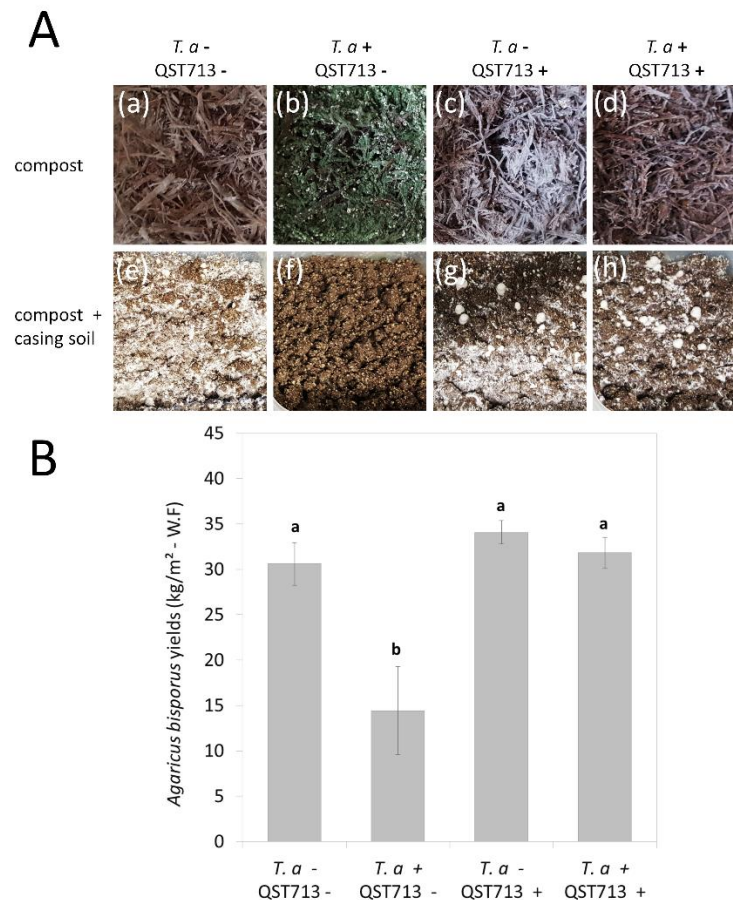 A
T. a - T. a + T. a - T. a +
QST713 - QST713 - QST713 + QST713 +
(a) (b) (c) (d)
compost
(e) (f) (g) (h)
compost +
casing soil
B
Agaricus bisporus yields (kg/m² - W.F)
45
40
35
30
25
20
15
10
5
0
a
b
a
a
T. a - T. a + T. a - T. a +
QST713 - QST713 - QST713 + QST713 +